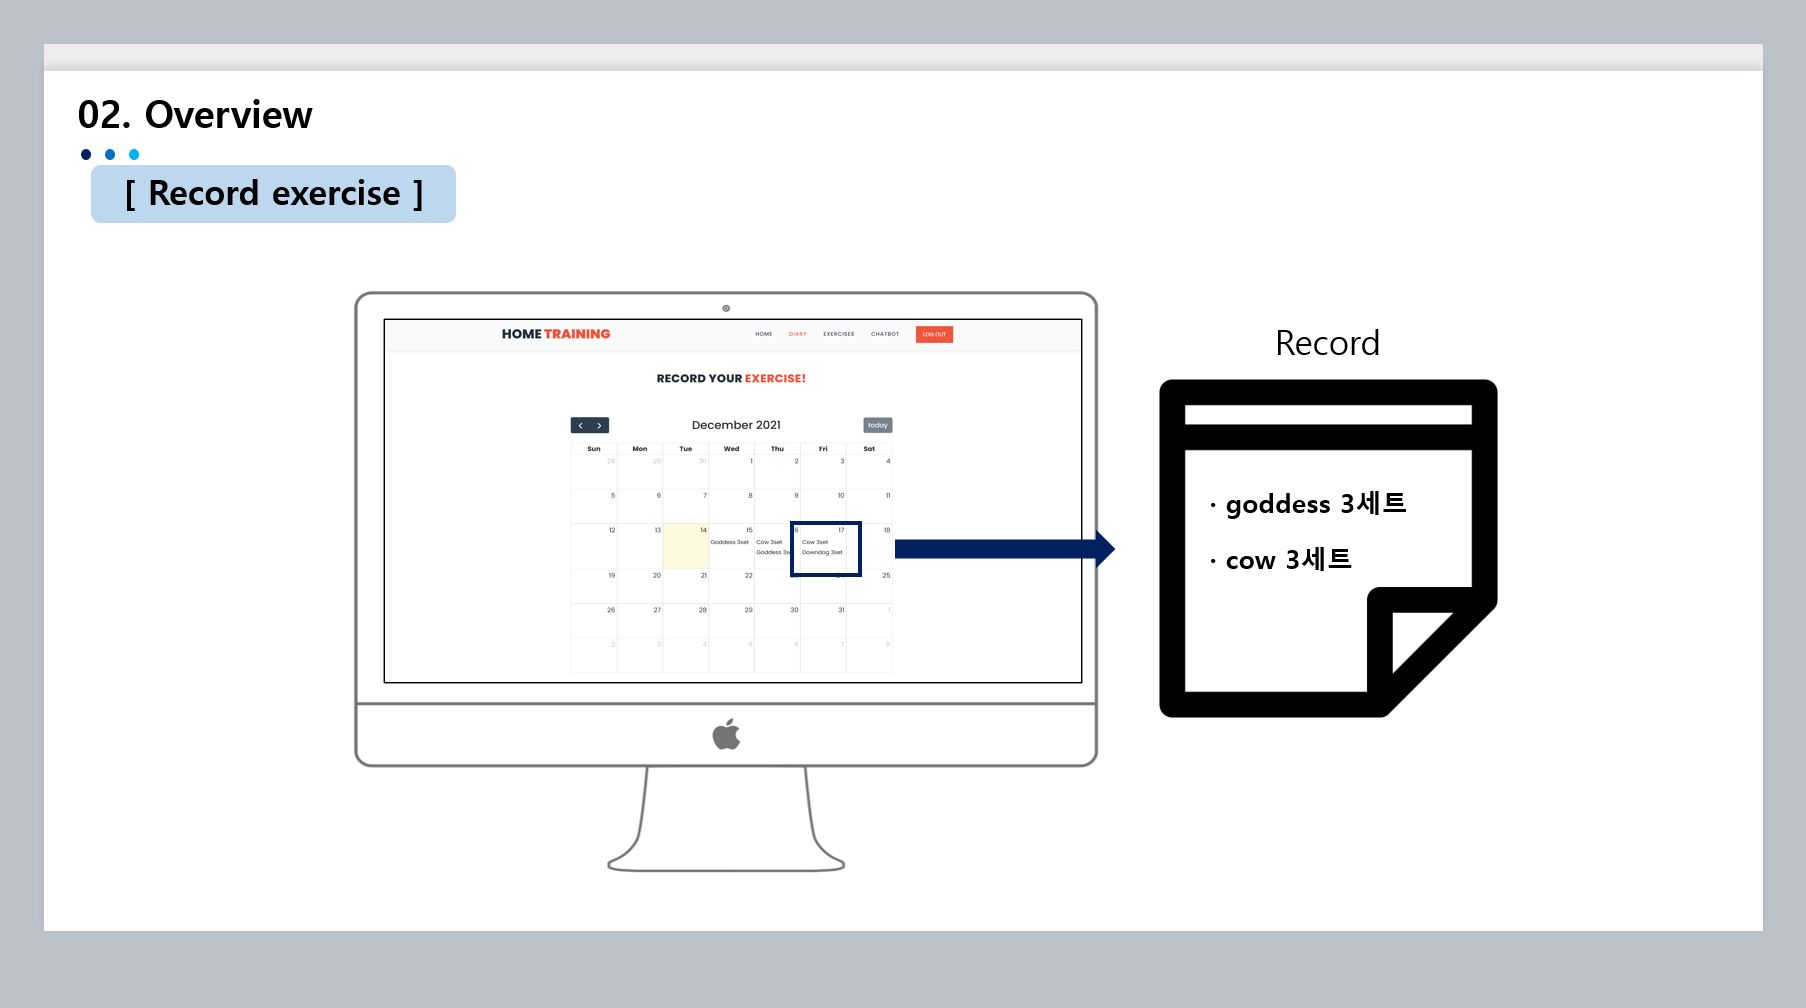 02. Overview
[ Record exercise ]
HOME TRAINING
HOME DIARY EXERCISES CHATBOT LOG OUT
RECORD YOUR EXERCISE!
December 2021
today
Sun Mon Tue Wed Thu Fri Sat
28 29 30 1 2 3 4
5 6 7 8 9 10 11
12 13 14 15 6 17 18
Goddess 3set Cow 3set Cow 3set
Goddess 3s Downdog 3set
19 20 21 22 25
26 27 28 29 30 31 1
2 3 4 5 6 7 8
Record
· goddess 3세트
· cow 3세트